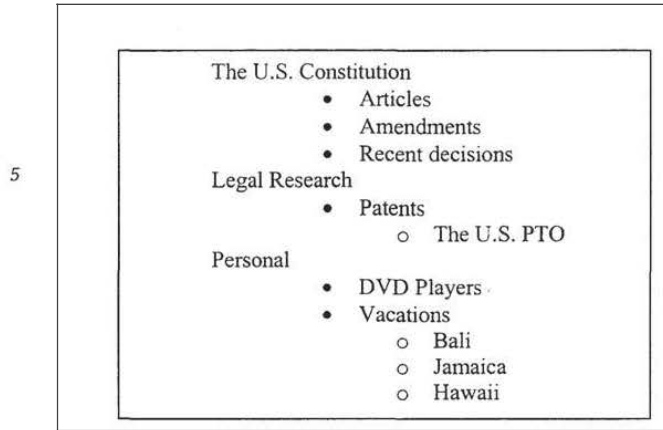 The U.S. Constitution
• Articles
• Amendments
• Recent decisions
5
Legal Research
• Patents
○ The U.S. PTO
Personal
• DVD Players
• Vacations
○ Bali
○ Jamaica
○ Hawaii